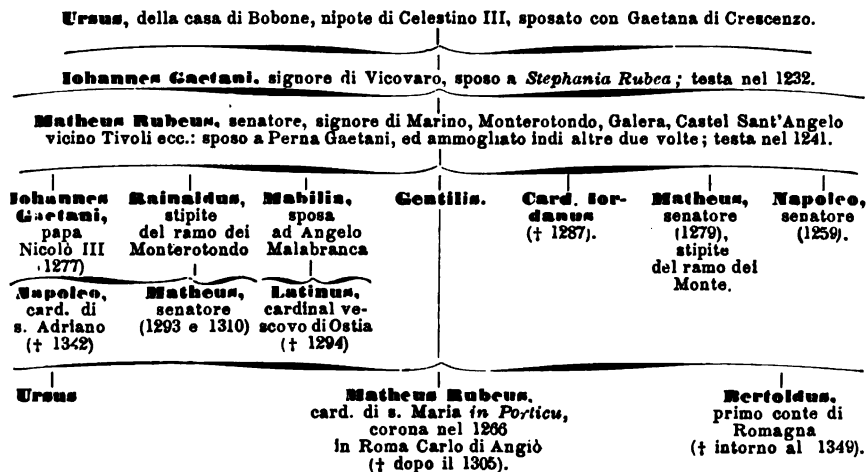 Ursus, della casa di Bobone, nipote di Celestino III, sposato con Gaetana di Crescenzo.
Iohannes Gaetani, signore di Vicovaro, sposo a Stephania Rubea; testa nel 1232.
Matheus Rubeus, senatore, signore di Marino, Monterotondo, Galera, Castel Sant'Angelo
vicino Tivoli ecc.: sposo a Perna Gaetani, ed ammogliato indi altre due volte; testa nel 1241.
Iohannes
Gaetani,
papa
Nicolò III
1277)
Rainaldus,
stipite
del ramo dei
Monterotondo
Mabilia,
sposa
ad Angelo
Malabranca
Gentilis.
Card. Ior-
danus
(† 1287).
Matheus,
senatore
(1279),
stipite
del ramo del
Monte.
Napoleo,
senatore
(1259).
Napoleo,
card. di
s. Adriano
(† 1342)
Matheus,
senatore
(1293 e 1310)
Latinus,
cardinal ve-
scovo di Ostia
(† 1294)
Ursus
Matheus Rubeus,
card. di s. Maria in Porticu,
corona nel 1266
in Roma Carlo di Angiò
(† dopo il 1305).
Bertoldus,
primo conte di
Romagna
(† intorno al 1349).